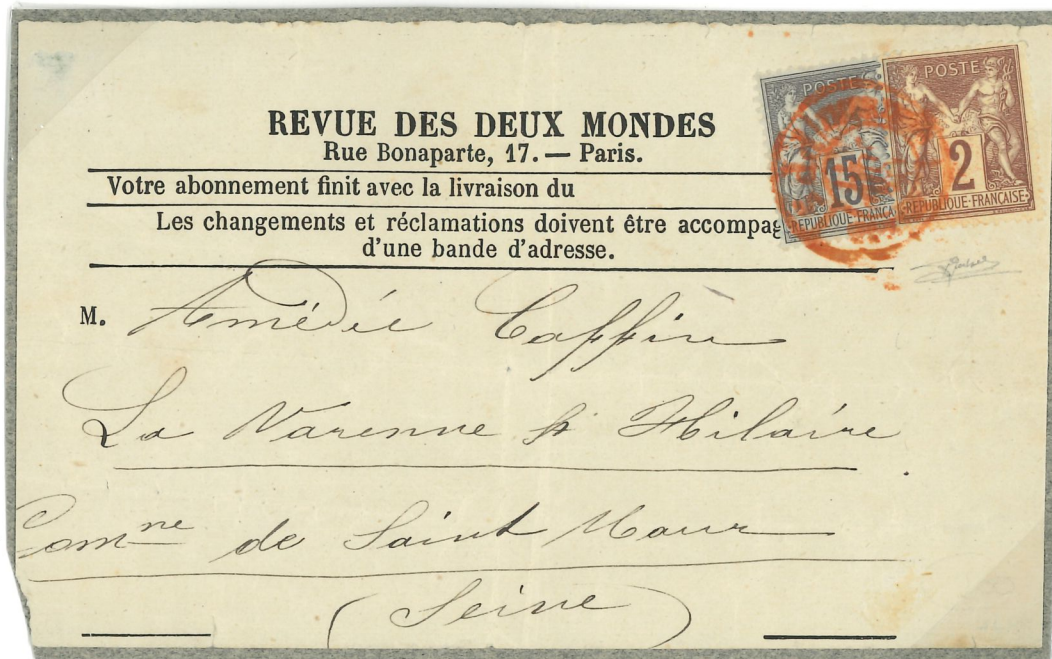 REVUE DES DEUX MONDES
Rue Bonaparte, 17. — Paris.
Votre abonnement finit avec la livraison du
Les changements et réclamations doivent être accompag
d'une bande d'adresse.
POSTE
15
REPUBLIQUE FRANCA
POSTE
2
REPUBLIQUE-FRANÇAISE
M. Amédée Caffin
La Varenne St Hilaire
Comne de Saint Maur
(Seine)